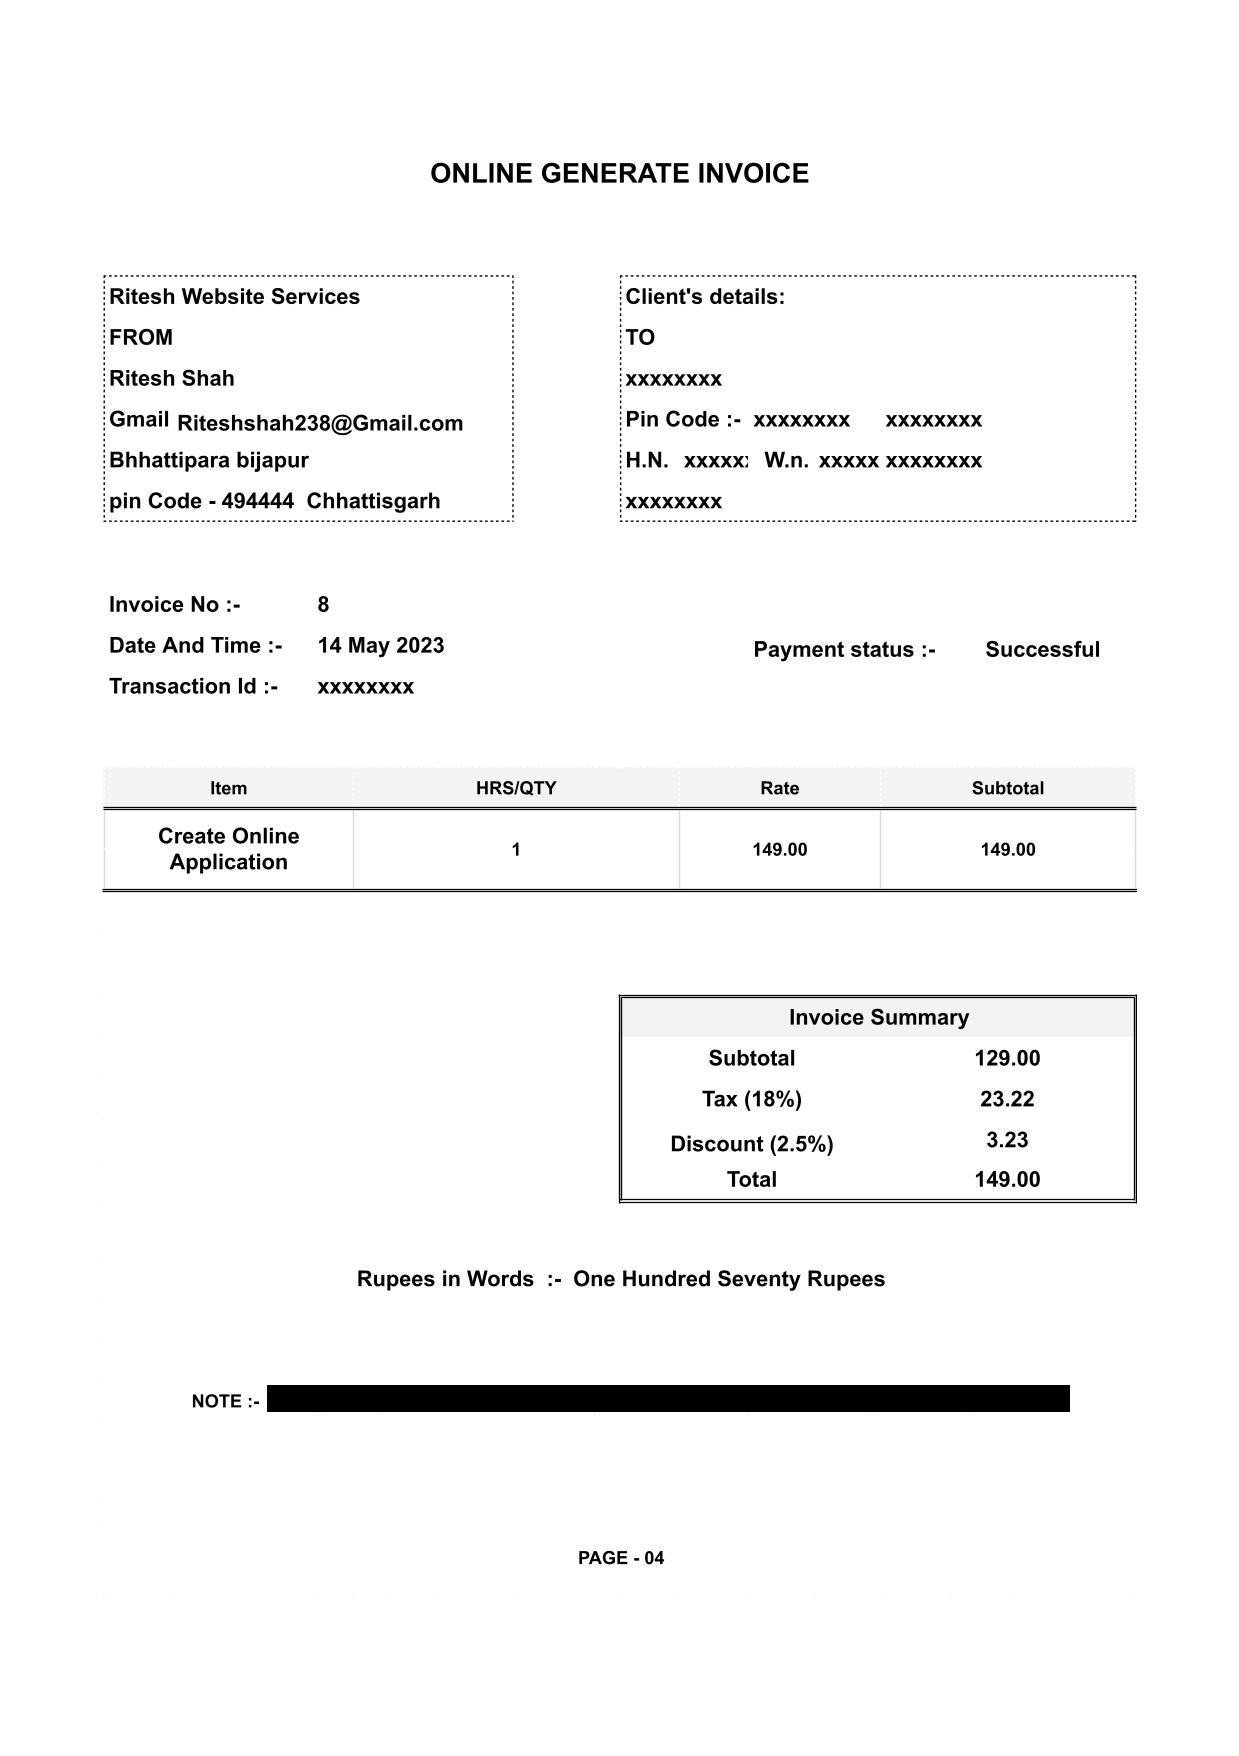 ONLINE GENERATE INVOICE
Ritesh Website Services
FROM
Ritesh Shah
Gmail Riteshshah238@Gmail.com
Bhhattipara bijapur
pin Code - 494444 Chhattisgarh
Client's details:
TO
xxxxxxxx
Pin Code :- xxxxxxxx xxxxxxxx
H.N. xxxxx W.n. xxxxx xxxxxxxx
xxxxxxxx
Invoice No :- 8
Date And Time :- 14 May 2023
Transaction Id :- xxxxxxxx
Payment status :- Successful
Item HRS/QTY Rate Subtotal
Create Online
Application
1 149.00 149.00
Invoice Summary
Subtotal 129.00
Tax (18%) 23.22
Discount (2.5%) 3.23
Total 149.00
Rupees in Words :- One Hundred Seventy Rupees
NOTE :-
PAGE - 04